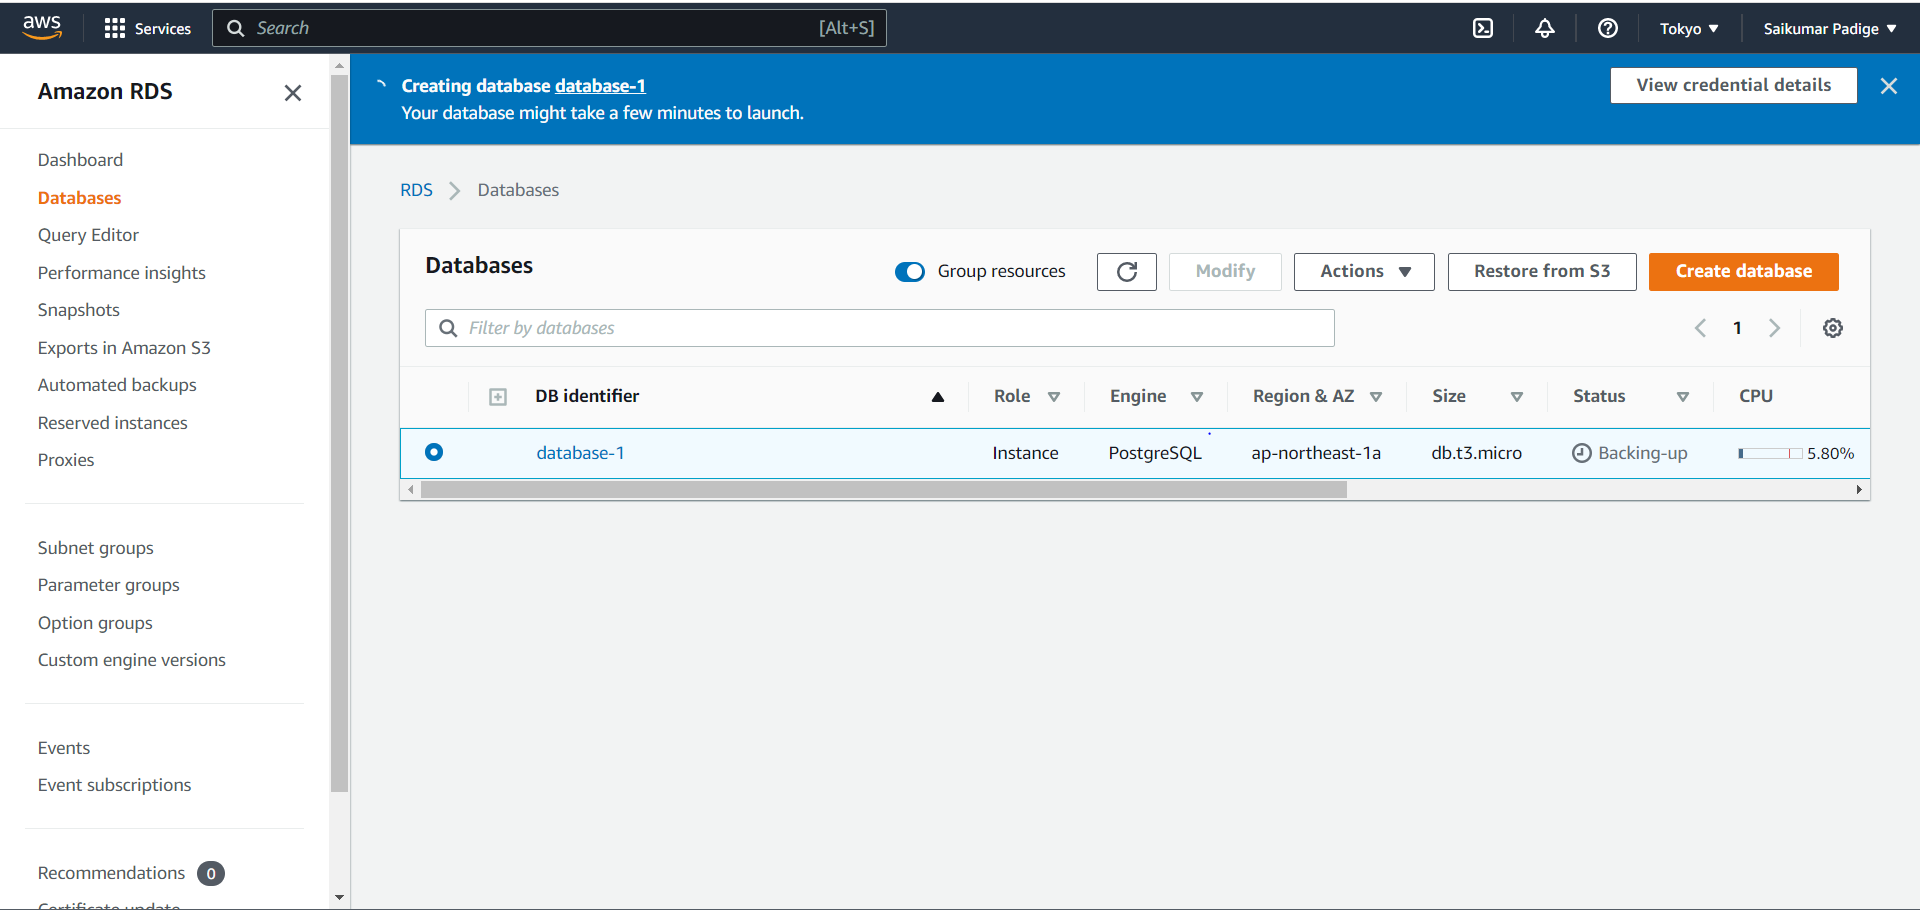 aws
Services
Search
[Alt+S]
Tokyo
Saikumar Padige
Amazon RDS
Dashboard
Databases
Query Editor
Performance insights
Snapshots
Exports in Amazon S3
Automated backups
Reserved instances
Proxies
Subnet groups
Parameter groups
Option groups
Custom engine versions
Events
Event subscriptions
Recommendations 0
Certificate update
Creating database database-1
Your database might take a few minutes to launch.
View credential details
RDS
Databases
Databases
Group resources
Modify
Actions
Restore from S3
Create database
Filter by databases
1
DB identifier
Role
Engine
Region & AZ
Size
Status
CPU
database-1
Instance
PostgreSQL
ap-northeast-1a
db.t3.micro
Backing-up
5.80%